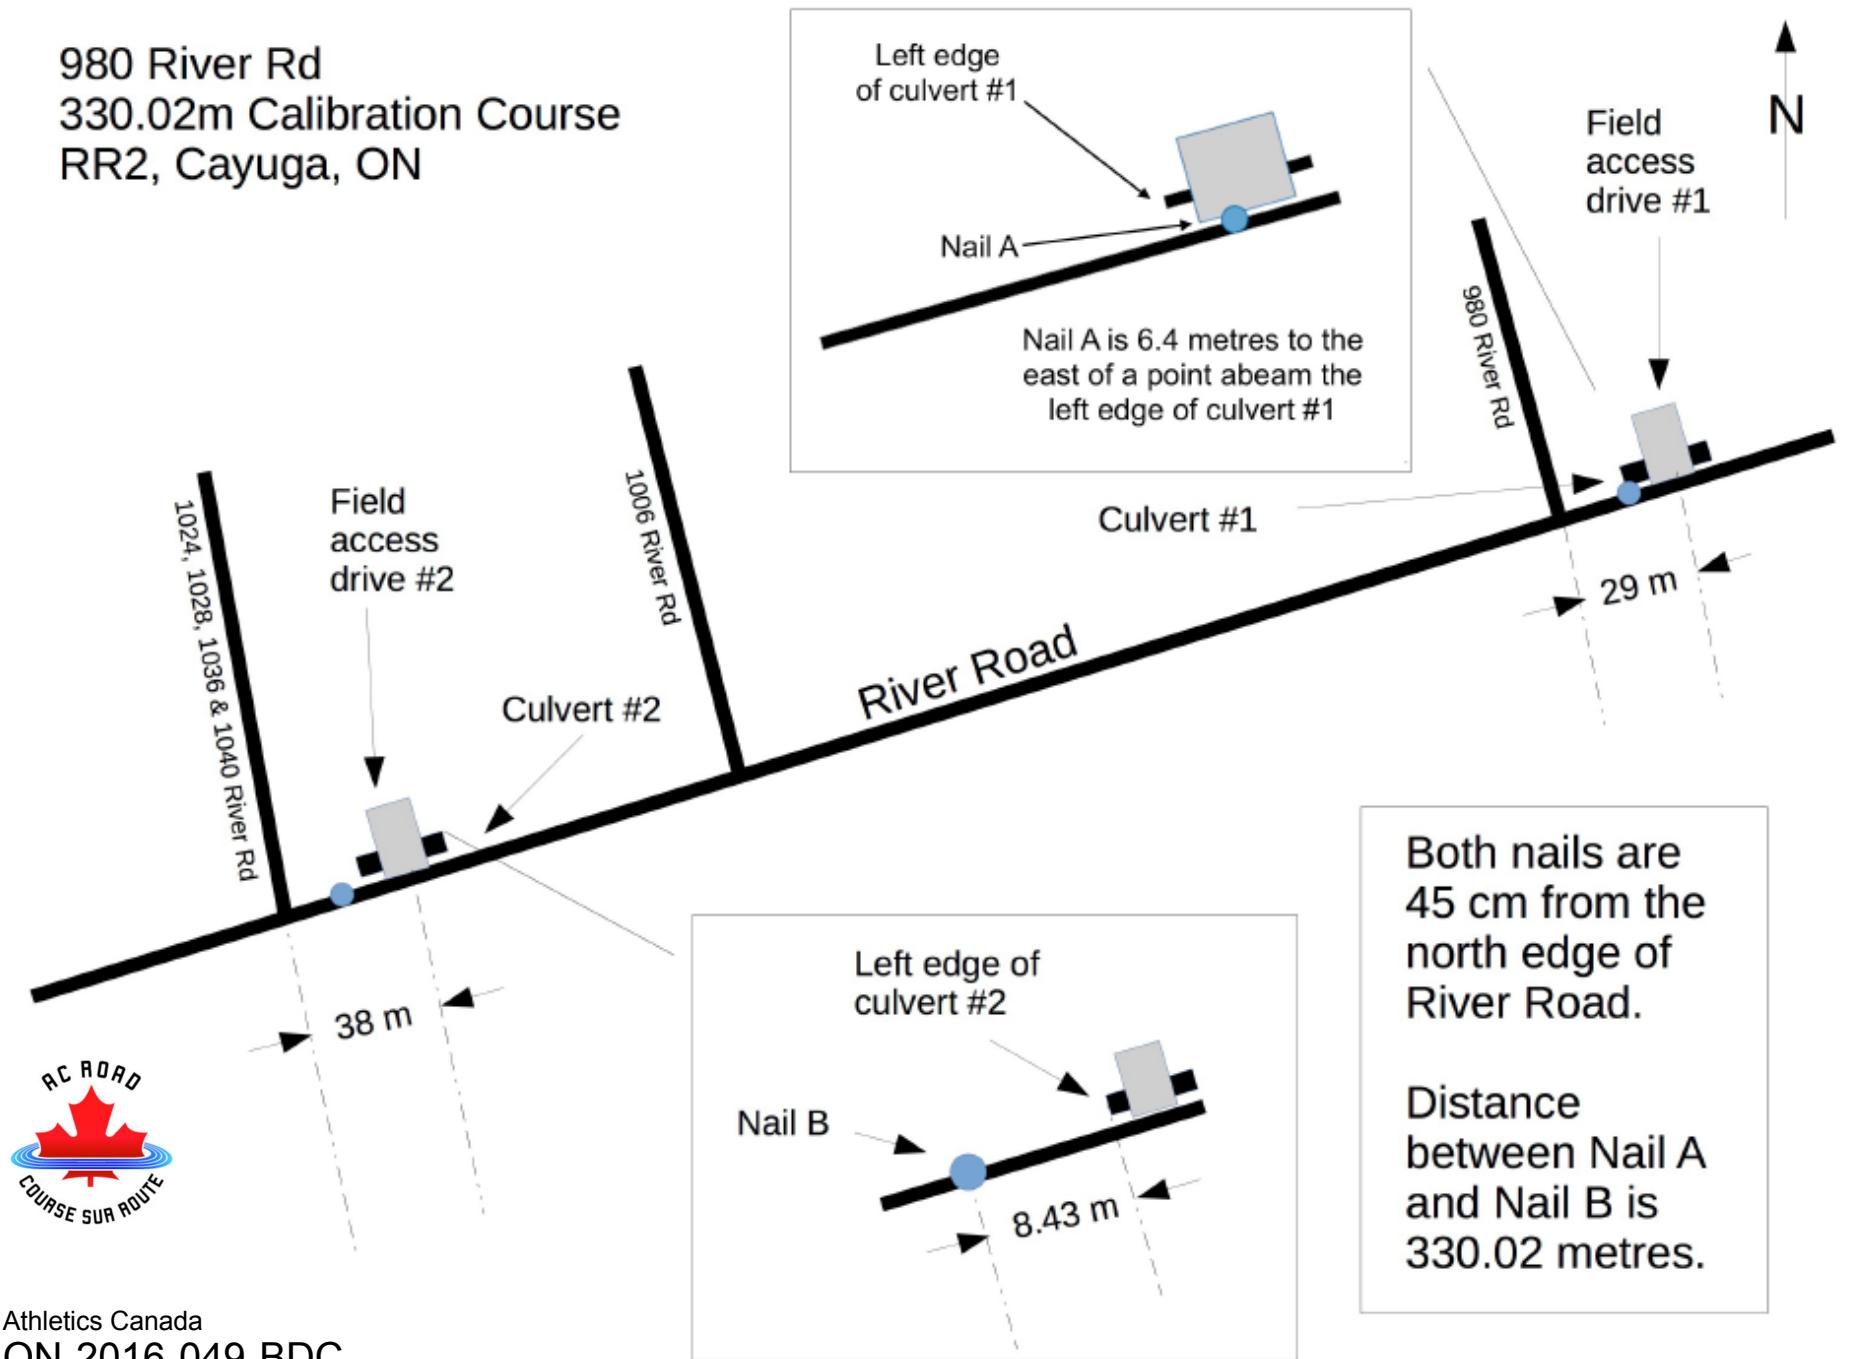 980 River Rd
330.02m Calibration Course
RR2, Cayuga, ON
Left edge
of culvert #1
Nail A
Nail A is 6.4 metres to the
east of a point abeam the
left edge of culvert #1
N
Field
access
drive #1
980 River Rd
Culvert #1
29 m
1006 River Rd
River Road
1024, 1028, 1036 & 1040 River Rd
Field
access
drive #2
Culvert #2
38 m
Left edge of
culvert #2
Nail B
8.43 m
Both nails are
45 cm from the
north edge of
River Road.
Distance
between Nail A
and Nail B is
330.02 metres.
AC ROAD
COURSE SUR ROUTE
Athletics Canada
ON-2016-049-BDC